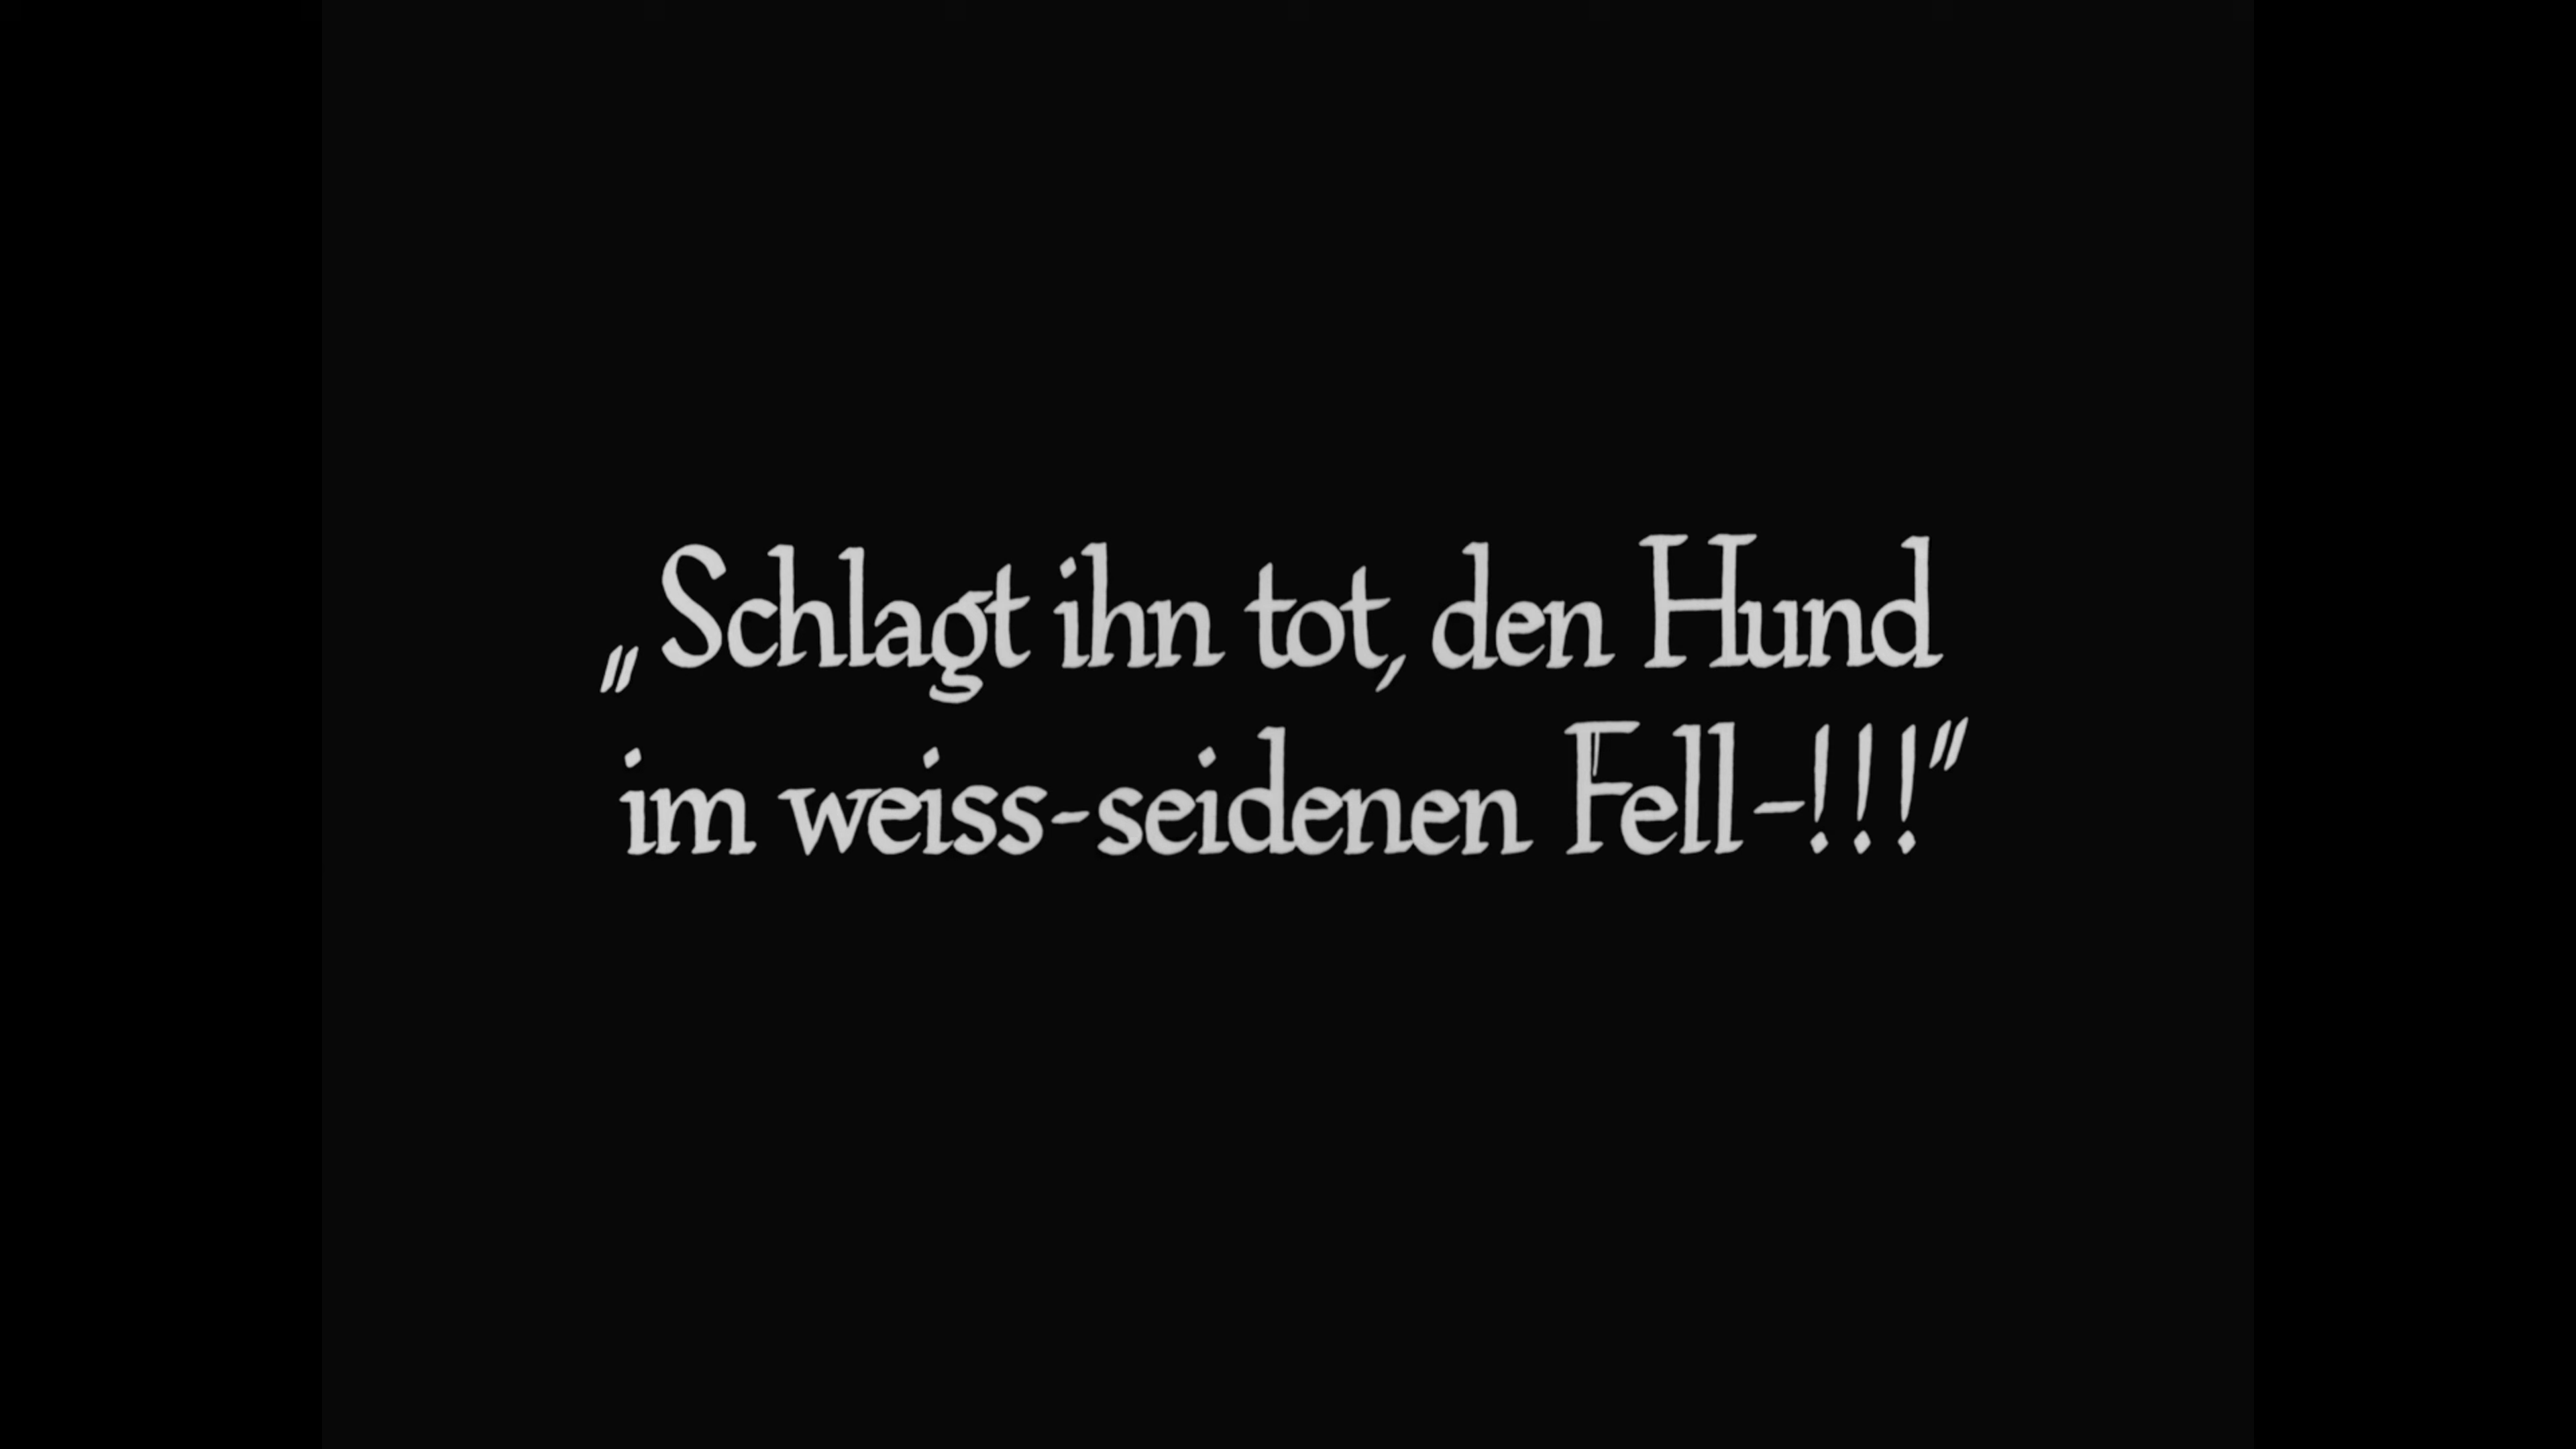 „Schlagt ihn tot, den Hund
im weiss-seidenen Fell-!!!"